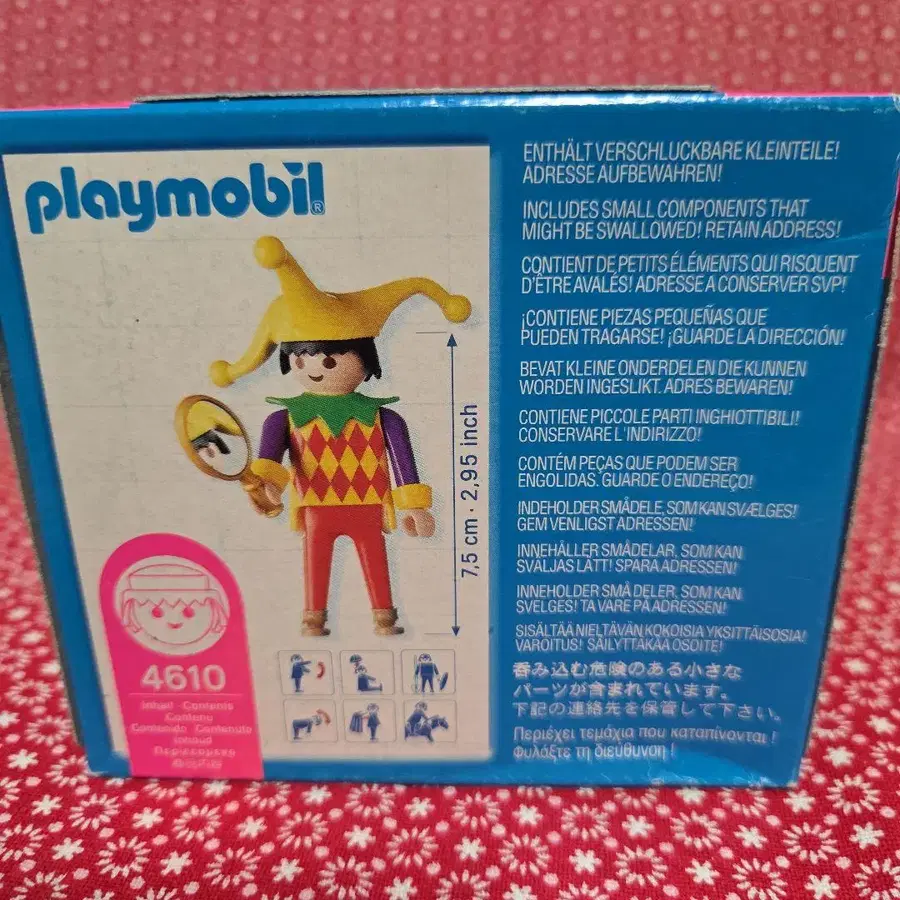 playmobil®
7,5 cm · 2,95 inch
4610
Inhalt Contents
Contenu
Contenido Contenuto
Inhoud
Περιεχόμενο
ENTHÄLT VERSCHLUCKBARE KLEINTEILE!
ADRESSE AUFBEWAHREN!
INCLUDES SMALL COMPONENTS THAT
MIGHT BE SWALLOWED! RETAIN ADDRESS!
CONTIENT DE PETITS ÉLÉMENTS QUI RISQUENT
D'ÊTRE AVALÉS! ADRESSE A CONSERVER SVP!
¡CONTIENE PIEZAS PEQUEÑAS QUE
PUEDEN TRAGARSE! ¡GUARDE LA DIRECCIÓN!
BEVAT KLEINE ONDERDELEN DIE KUNNEN
WORDEN INGESLIKT. ADRES BEWAREN!
CONTIENE PICCOLE PARTI INGHIOTTIBILI!
CONSERVARE L'INDIRIZZO!
CONTÉM PEÇAS QUE PODEM SER
ENGOLIDAS. GUARDE O ENDEREÇO!
INDEHOLDER SMÅDELE, SOM KAN SVÆLGES!
GEM VENLIGST ADRESSEN!
INNEHÅLLER SMÅDELAR, SOM KAN
SVÄLJAS LÄTT! SPARA ADRESSEN!
INNEHOLDER SMÅ DELER, SOM KAN
SVELGES! TA VARE PÅ ADRESSEN!
SISÄLTÄÄ NIELTÄVÄN KOKOISIA YKSITTÄISOSIA!
VAROITUS! SÄILYTTÄKÄÄ OSOITE!
呑み込む危険のある小さな
パーツが含まれています。
下記の連絡先を保管して下さい。
Περιέχει τεμάχια που καταπίνονται!
Φυλάξτε τη διεύθυνση!